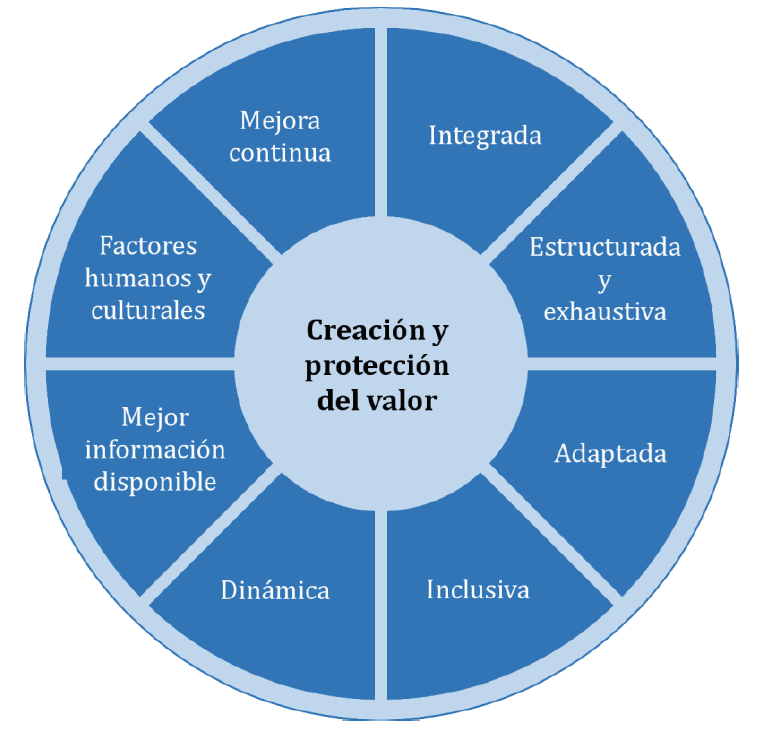 Mejora
continua
Integrada
Estructurada
y
exhaustiva
Adaptada
Inclusiva
Dinámica
Mejor
información
disponible
Factores
humanos y
culturales
Creación y
protección
del valor